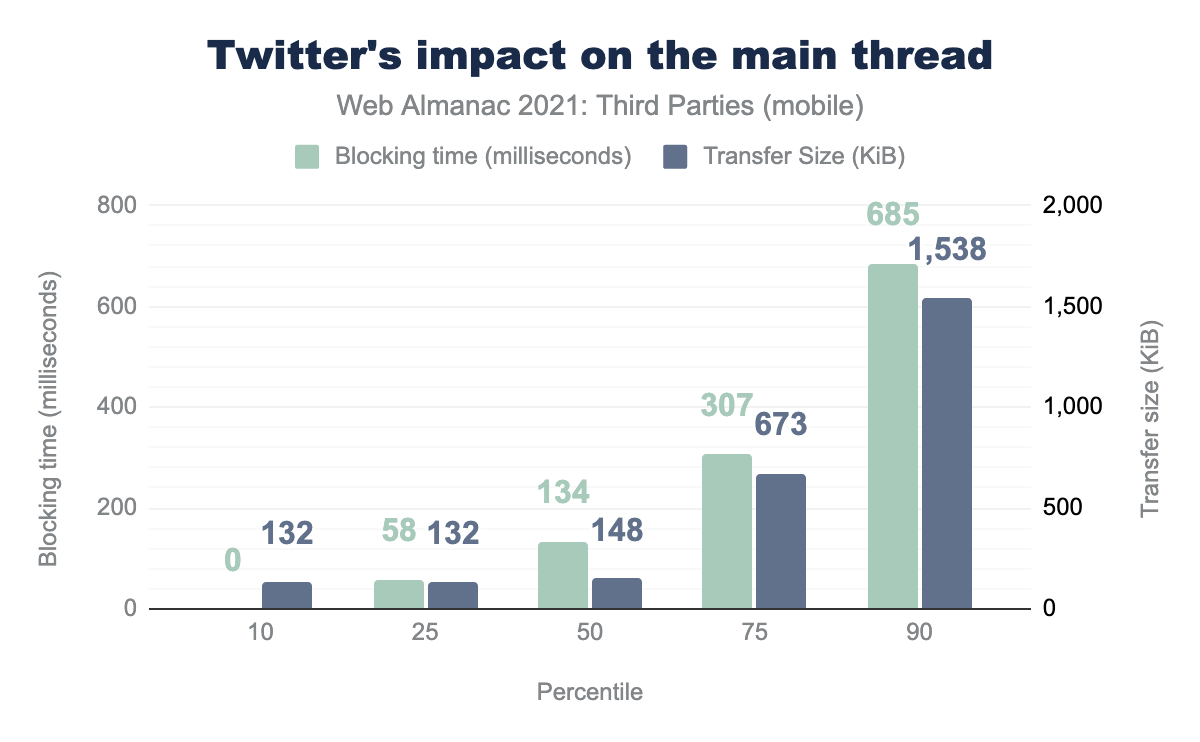 Twitter's impact on the main thread
Web Almanac 2021: Third Parties (mobile)
Blocking time (milliseconds) Transfer Size (KiB)
800 685 2,000
1,538
600 1,500
400 307 673 1,000
134
200 500
0 132 58 132 148
0 0
10 25 50 75 90
Percentile
Blocking time (milliseconds)
Transfer size (KiB)